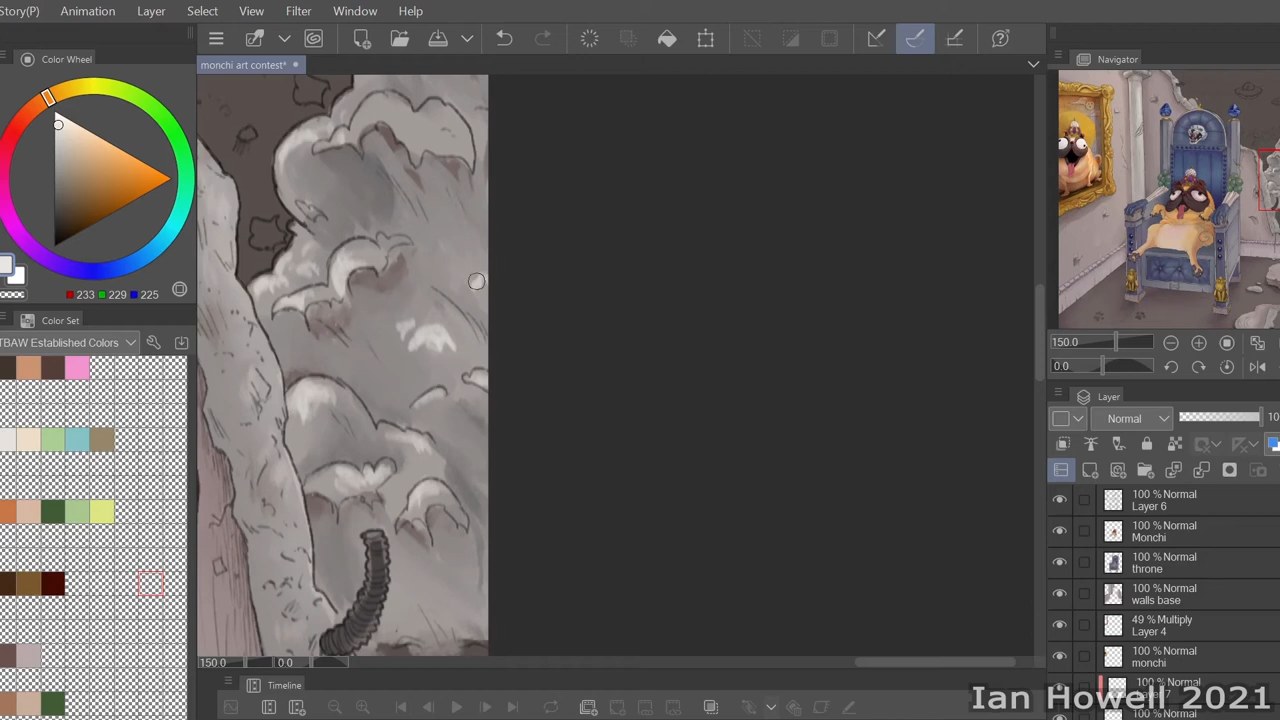 Story(P) Animation Layer Select View Filter Window Help
Color Wheel
monchi art contest*
Navigator
233 229 225
Color Set
TBAW Established Colors
150.0
0.0
Layer
Normal 10
100 % Normal
Layer 6
100 % Normal
Monchi
100 % Normal
throne
100 % Normal
walls base
49 % Multiply
Layer 4
100 % Normal
monchi
100 % Normal
100 % Normal
150.0 0.0
Timeline
Ian Howell 2021